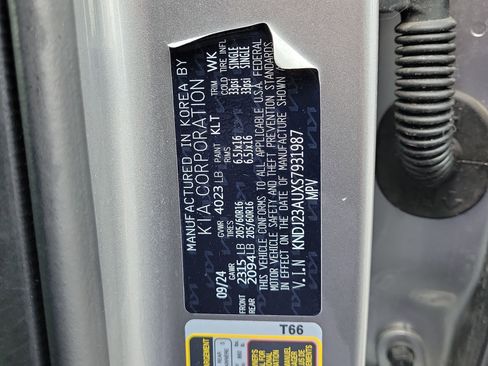 MANUFACTURED IN KOREA BY
KIA CORPORATION
09/24 GVWR 4023 LB PAINT KLT TRIM WK
GAWR TIRES RIMS COLD TIRE INFL
FRONT 2315 LB 205/60R16 6.5Jx16 33psi SINGLE
REAR 2094 LB 205/60R16 6.5Jx16 33psi SINGLE
THIS VEHICLE CONFORMS TO ALL APPLICABLE U.S.A. FEDERAL
MOTOR VEHICLE SAFETY AND THEFT PREVENTION STANDARDS
IN EFFECT ON THE DATE OF MANUFACTURE SHOWN
V.I.N KNDJ23AUXS7931987
MPV
T66